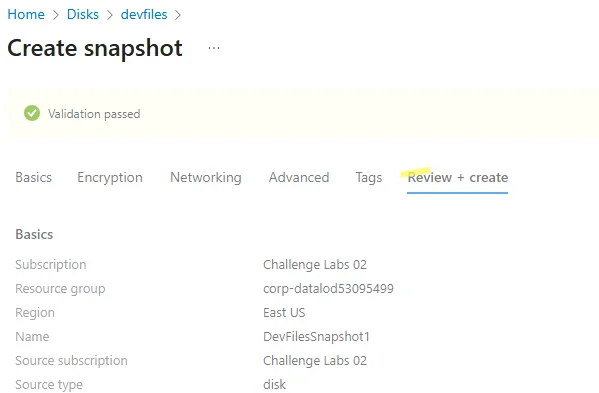 Home > Disks > devfiles >
Create snapshot ...
Validation passed
Basics Encryption Networking Advanced Tags Review + create
Basics
Subscription Challenge Labs 02
Resource group corp-datalod53095499
Region East US
Name DevFilesSnapshot1
Source subscription Challenge Labs 02
Source type disk